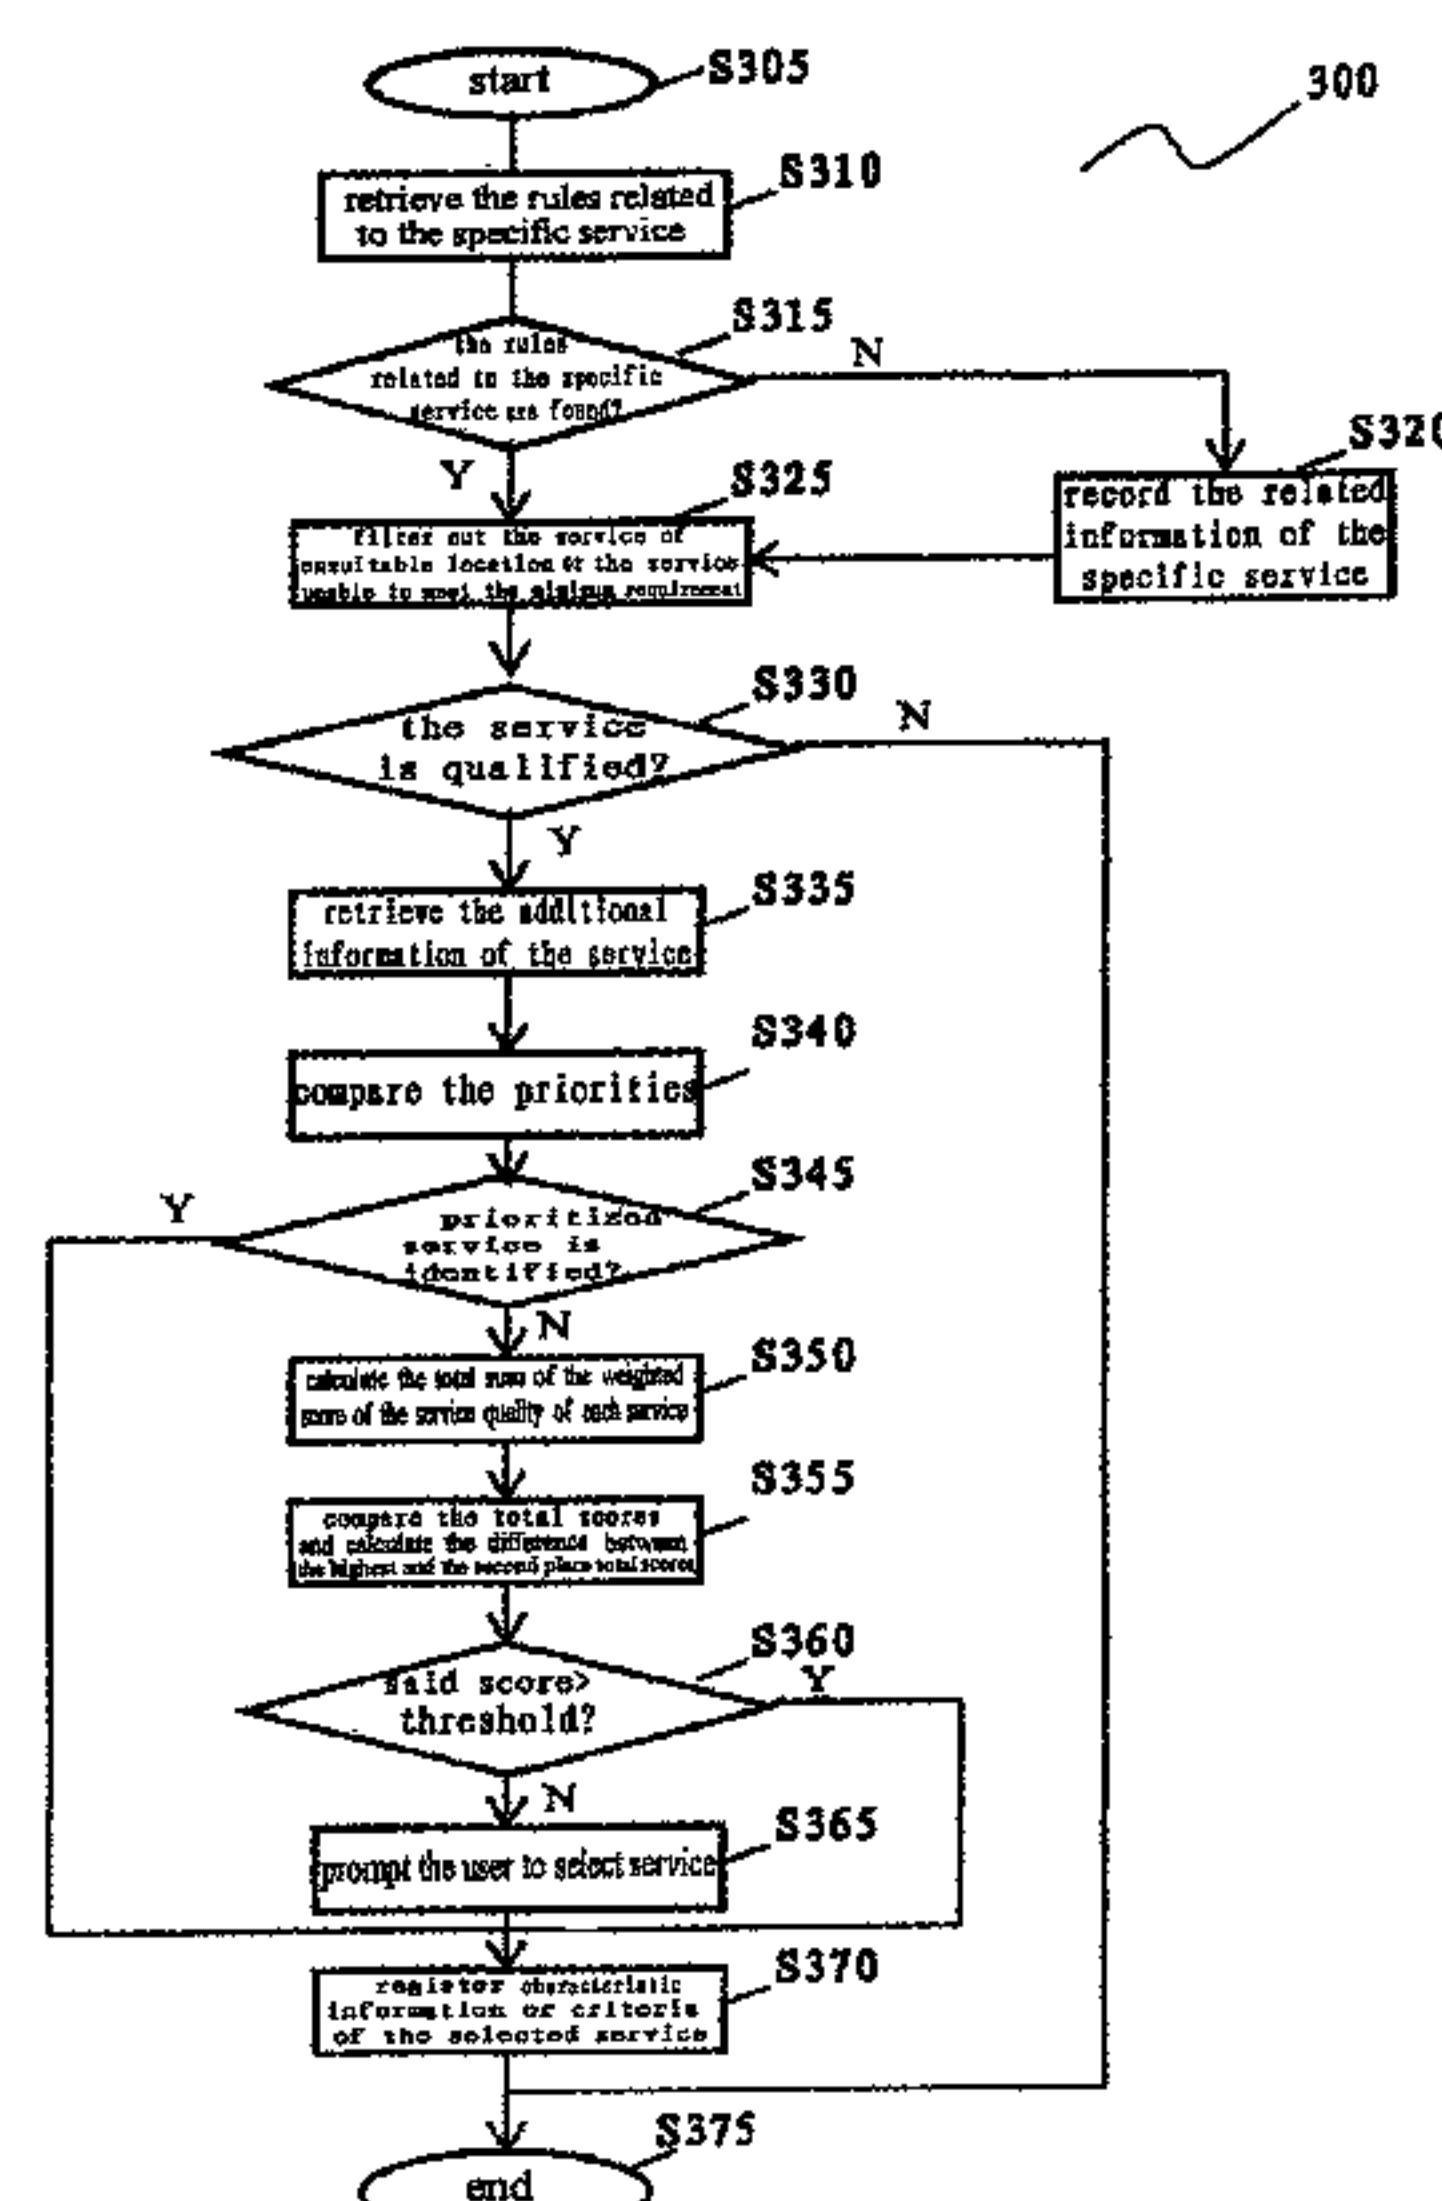 start
S305
300
S310
retrieve the rules related
to the specific service
S315
the rules
related to the specific
service are found?
N
Y
S320
record the related
information of the
specific service
S325
filter out the service of
unsuitable location or the service
unable to meet the minimum requirement
S330
the service
is qualified?
N
Y
S335
retrieve the additional
information of the service
S340
compare the priorities
S345
Y
prioritized
service is
identified?
N
S350
calculate the total sum of the weighted
score of the service quality of each service
S355
compare the total scores
and calculate the difference between
the highest and the second place total scores
S360
said score>
threshold?
Y
N
S365
prompt the user to select service
S370
register characteristic
information or criteria
of the selected service
S375
end